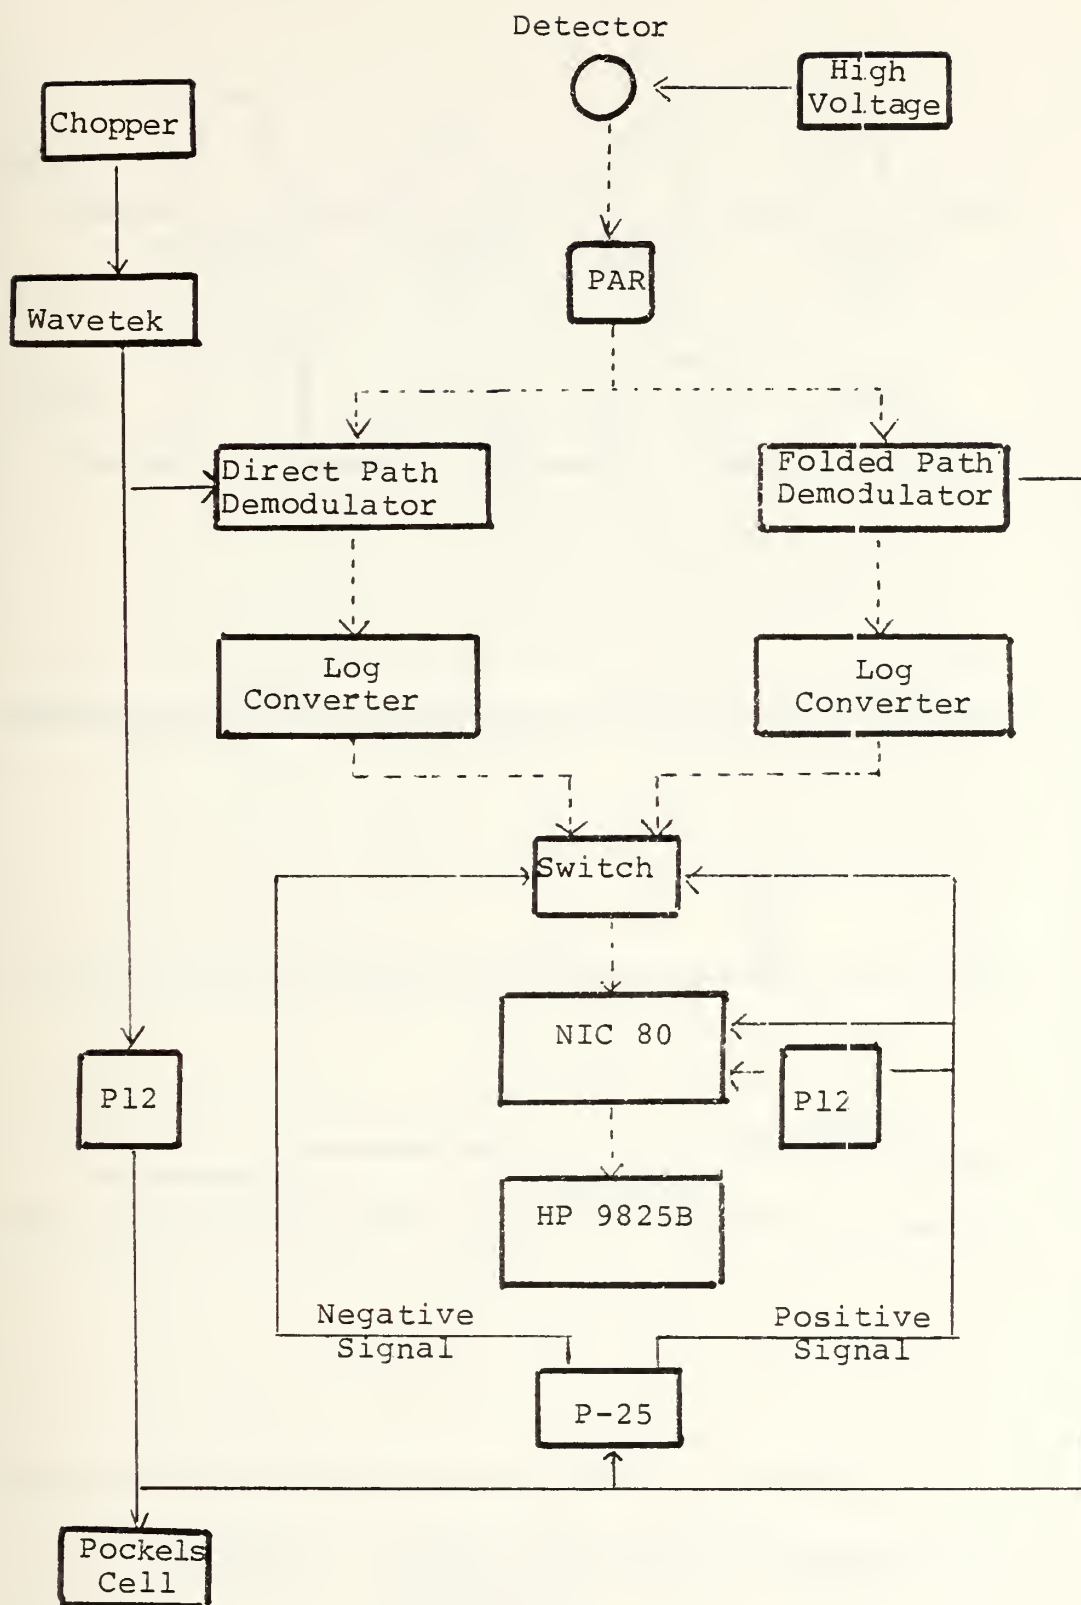 Detector
High
Voltage
Chopper
PAR
Wavetek
Direct Path
Demodulator
Folded Path
Demodulator
Log
Converter
Log
Converter
Switch
NIC 80
P12
P12
HP 9825B
Negative
Signal
Positive
Signal
P-25
Pockels
Cell